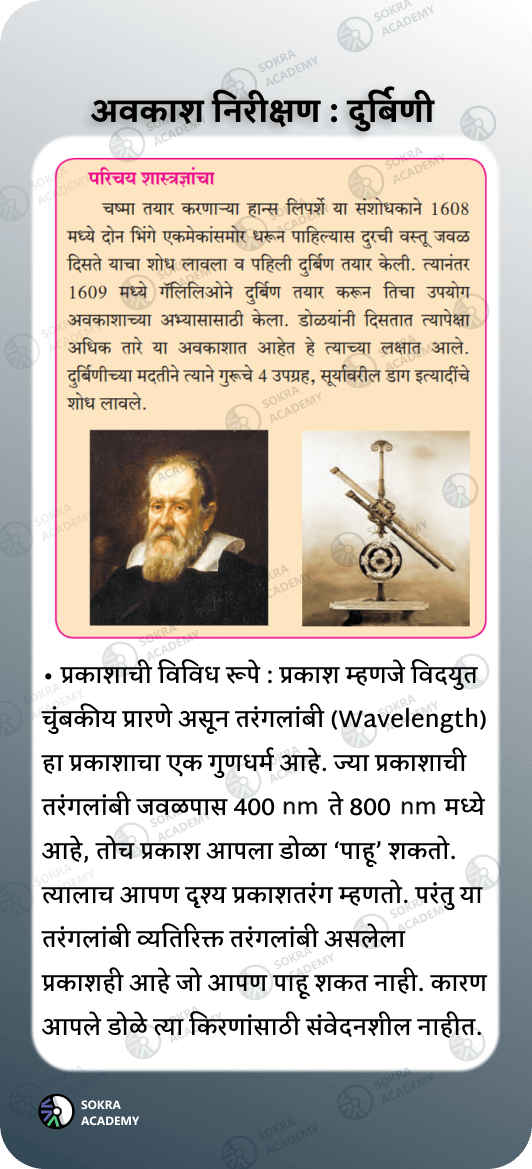 अवकाश निरीक्षण : दुर्बिणी
परिचय शास्त्रज्ञांचा
चष्मा तयार करणाऱ्या हान्स लिपर्शे या संशोधकाने 1608
मध्ये दोन भिंगे एकमेकांसमोर धरून पाहिल्यास दुरची वस्तू जवळ
दिसते याचा शोध लावला व पहिली दुर्बिण तयार केली. त्यानंतर
1609 मध्ये गॅलिलिओने दुर्बिण तयार करून तिचा उपयोग
अवकाशाच्या अभ्यासासाठी केला. डोळ्यांनी दिसतात त्यापेक्षा
अधिक तारे या अवकाशात आहेत हे त्याच्या लक्षात आले.
दुर्बिणीच्या मदतीने त्याने गुरूचे 4 उपग्रह, सूर्यावरील डाग इत्यादींचे
शोध लावले.
• प्रकाशाची विविध रूपे : प्रकाश म्हणजे विदयुत
चुंबकीय प्रारणे असून तरंगलांबी (Wavelength)
हा प्रकाशाचा एक गुणधर्म आहे. ज्या प्रकाशाची
तरंगलांबी जवळपास 400 nm ते 800 nm मध्ये
आहे, तोच प्रकाश आपला डोळा ‘पाहू’ शकतो.
त्यालाच आपण दृश्य प्रकाशतरंग म्हणतो. परंतु या
तरंगलांबी व्यतिरिक्त तरंगलांबी असलेला
प्रकाशही आहे जो आपण पाहू शकत नाही. कारण
आपले डोळे त्या किरणांसाठी संवेदनशील नाहीत.
SOKRA
ACADEMY